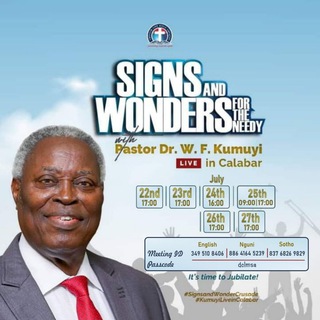 SIGNS AND
WONDERS FOR THE NEEDY
with
Pastor Dr. W. F. Kumuyi
LIVE in Calabar
July
22nd 17:00
23rd 17:00
24th 16:00
25th 09:00|17:00
26th 17:00
27th 17:00
English Nguni Sotho
Meeting ID 349 510 8406 886 4164 5239 837 6826 9829
Passcode dclmsa
It's time to Jubilate!
#SignsandWonderCrusade
#KumuyiLiveinCalabar